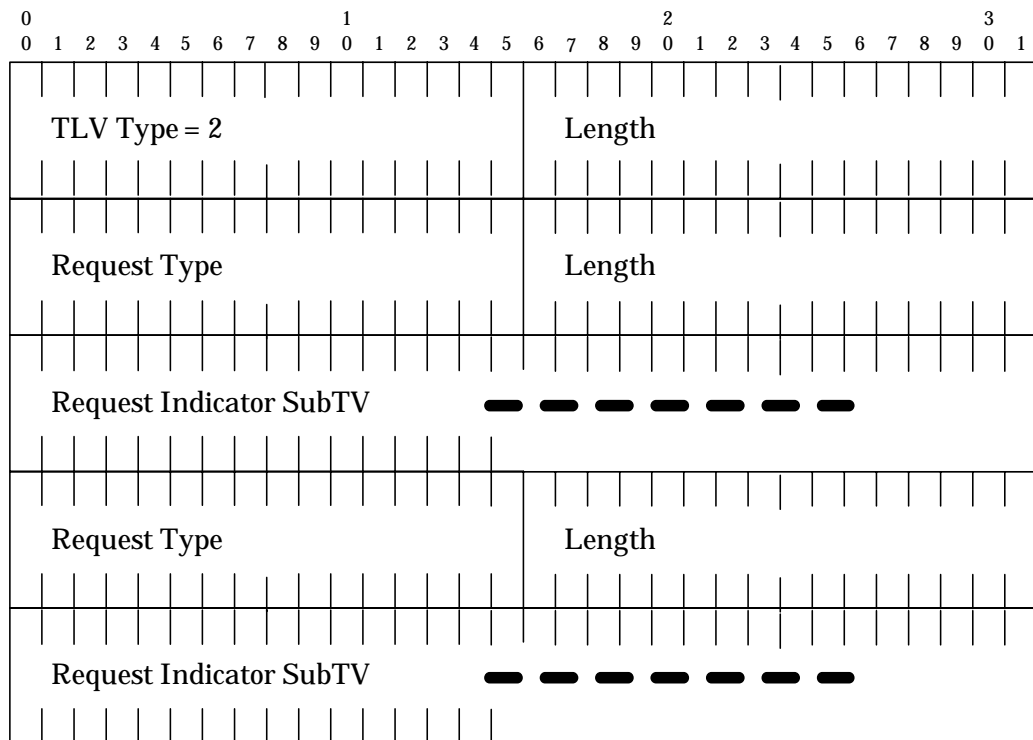 0 1 2 3
0 1 2 3 4 5 6 7 8 9 0 1 2 3 4 5 6 7 8 9 0 1 2 3 4 5 6 7 8 9 0 1
TLV Type = 2 Length
Request Type Length
Request Indicator SubTV
Request Type Length
Request Indicator SubTV